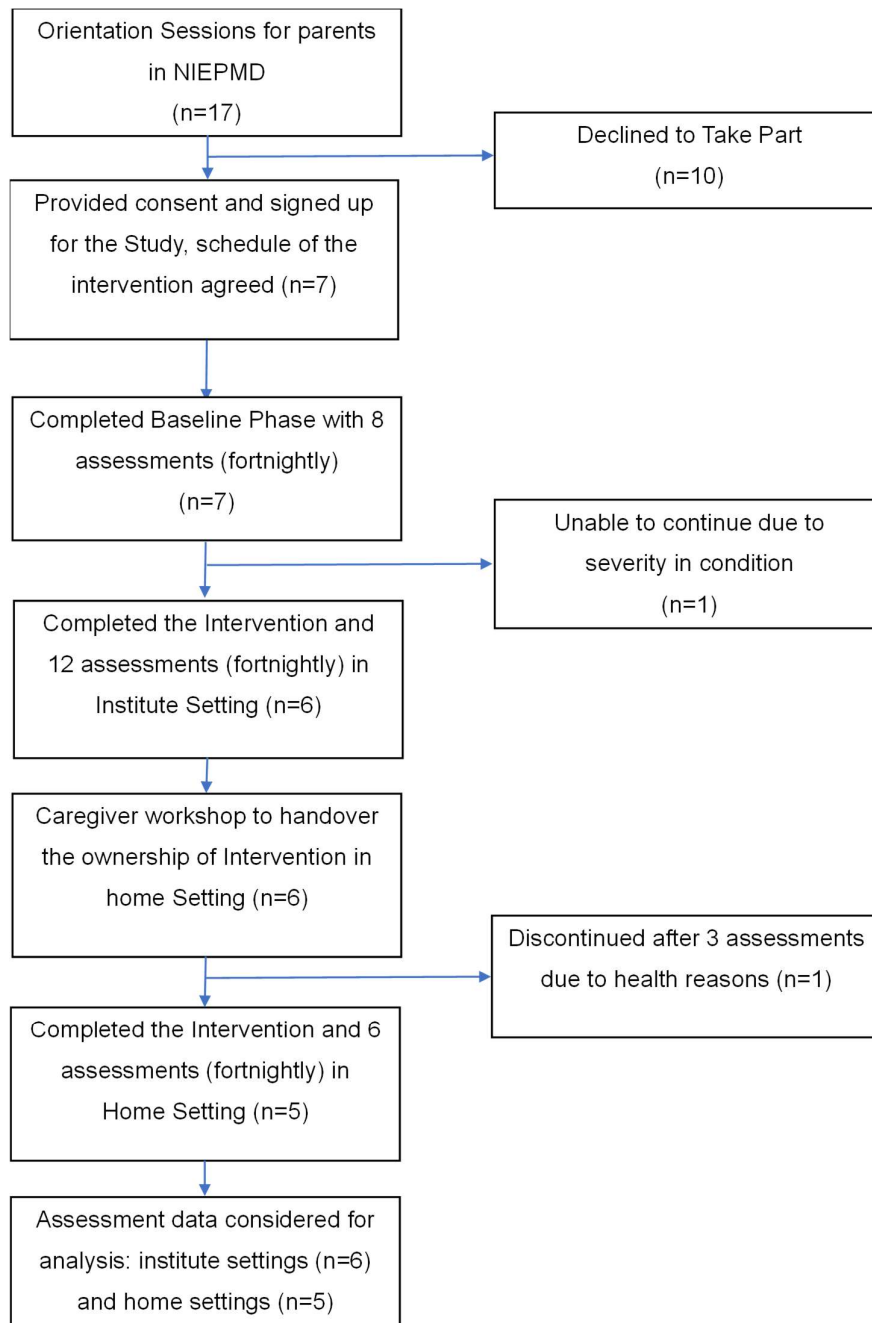 Orientation Sessions for parents
in NIEPMD
(n=17)
Declined to Take Part
(n=10)
Provided consent and signed up
for the Study, schedule of the
intervention agreed (n=7)
Completed Baseline Phase with 8
assessments (fortnightly)
(n=7)
Unable to continue due to
severity in condition
(n=1)
Completed the Intervention and
12 assessments (fortnightly) in
Institute Setting (n=6)
Caregiver workshop to handover
the ownership of Intervention in
home Setting (n=6)
Discontinued after 3 assessments
due to health reasons (n=1)
Completed the Intervention and 6
assessments (fortnightly) in
Home Setting (n=5)
Assessment data considered for
analysis: institute settings (n=6)
and home settings (n=5)